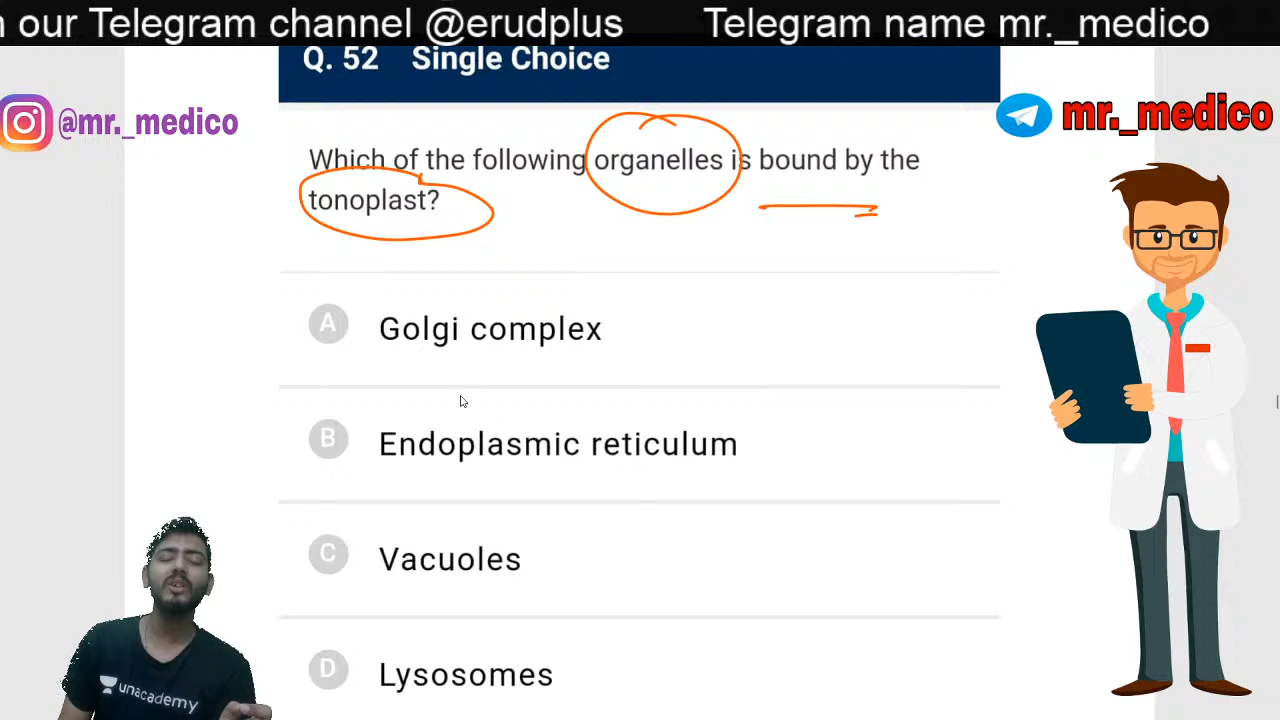 n our Telegram channel @erudplus Telegram name mr._medico
Q. 52 Single Choice
@mr._medico
mr._medico
Which of the following organelles is bound by the
tonoplast?
A Golgi complex
B Endoplasmic reticulum
C Vacuoles
D Lysosomes
unacademy